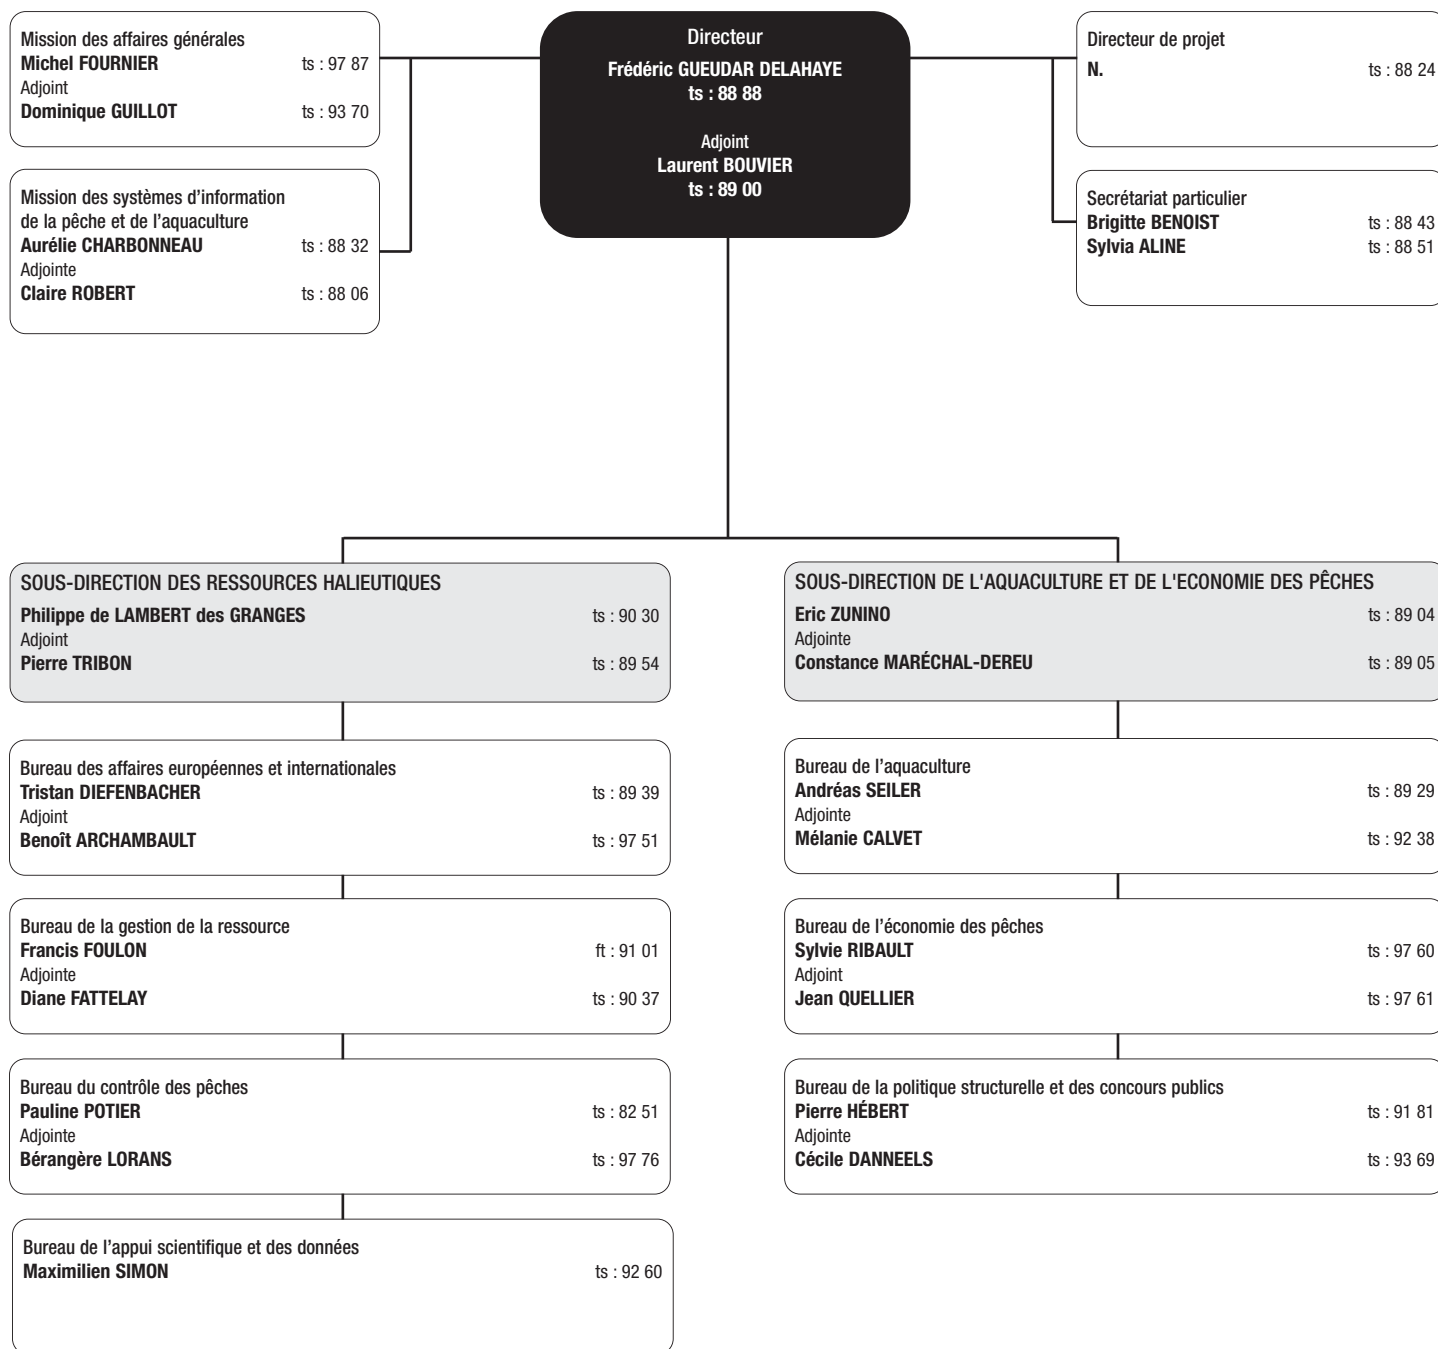 Mission des affaires générales
Michel FOURNIER ts : 97 87
Adjoint
Dominique GUILLOT ts : 93 70
Mission des systèmes d'information
de la pêche et de l'aquaculture
Aurélie CHARBONNEAU ts : 88 32
Adjointe
Claire ROBERT ts : 88 06
Directeur
Frédéric GUEUDAR DELAHAYE
ts : 88 88
Adjoint
Laurent BOUVIER
ts : 89 00
Directeur de projet
N. ts : 88 24
Secrétariat particulier
Brigitte BENOIST ts : 88 43
Sylvia ALINE ts : 88 51
SOUS-DIRECTION DES RESSOURCES HALIEUTIQUES
Philippe de LAMBERT des GRANGES ts : 90 30
Adjoint
Pierre TRIBON ts : 89 54
Bureau des affaires européennes et internationales
Tristan DIEFENBACHER ts : 89 39
Adjoint
Benoît ARCHAMBAULT ts : 97 51
Bureau de la gestion de la ressource
Francis FOULON ft : 91 01
Adjointe
Diane FATTELAY ts : 90 37
Bureau du contrôle des pêches
Pauline POTIER ts : 82 51
Adjointe
Bérangère LORANS ts : 97 76
Bureau de l'appui scientifique et des données
Maximilien SIMON ts : 92 60
SOUS-DIRECTION DE L'AQUACULTURE ET DE L'ECONOMIE DES PÊCHES
Eric ZUNINO ts : 89 04
Adjointe
Constance MARÉCHAL-DEREU ts : 89 05
Bureau de l'aquaculture
Andréas SEILER ts : 89 29
Adjointe
Mélanie CALVET ts : 92 38
Bureau de l'économie des pêches
Sylvie RIBAULT ts : 97 60
Adjoint
Jean QUELLIER ts : 97 61
Bureau de la politique structurelle et des concours publics
Pierre HÉBERT ts : 91 81
Adjointe
Cécile DANNEELS ts : 93 69